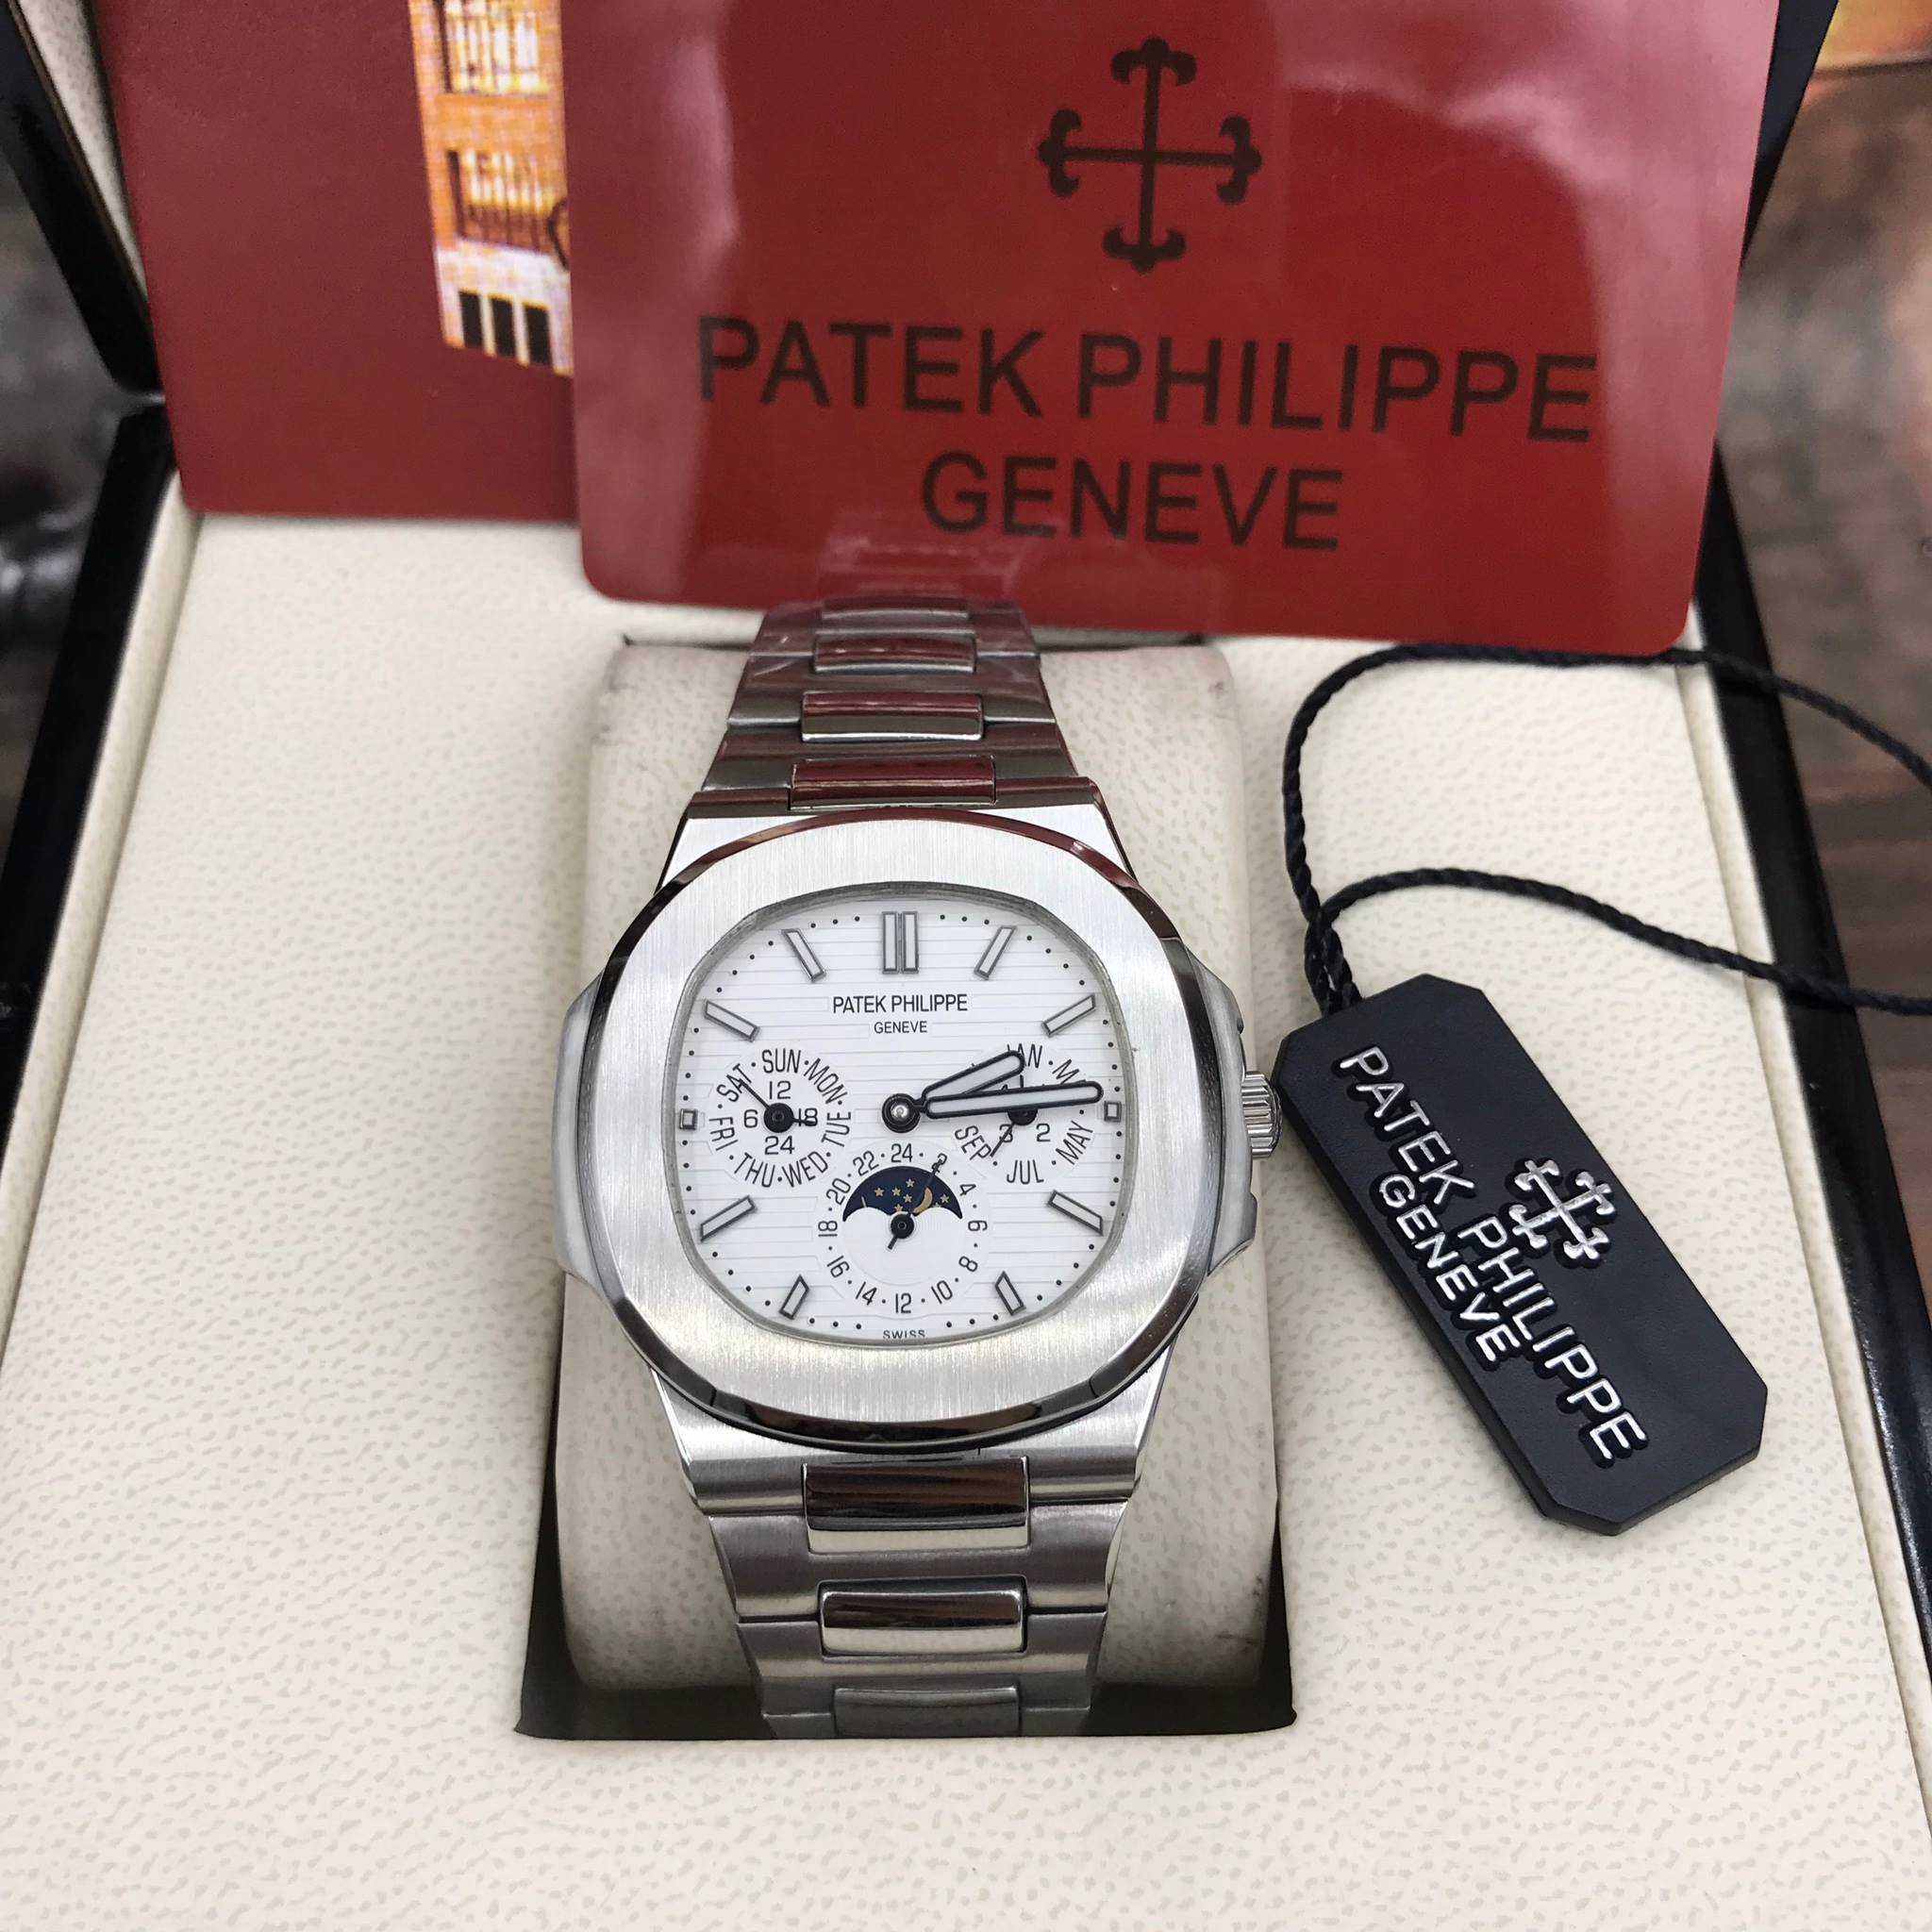 PATEK PHILIPPE
GENEVE
PATEK PHILIPPE
GENEVE
SUN · MON · TUE
WED · THU · FRI
SAT
12
6 18
24
SEP · JUL
MAY
2
22 · 24 · 2
20 4
18 6
16 8
14 · 12 · 10
SWISS
PATEK PHILIPPE
GENEVE